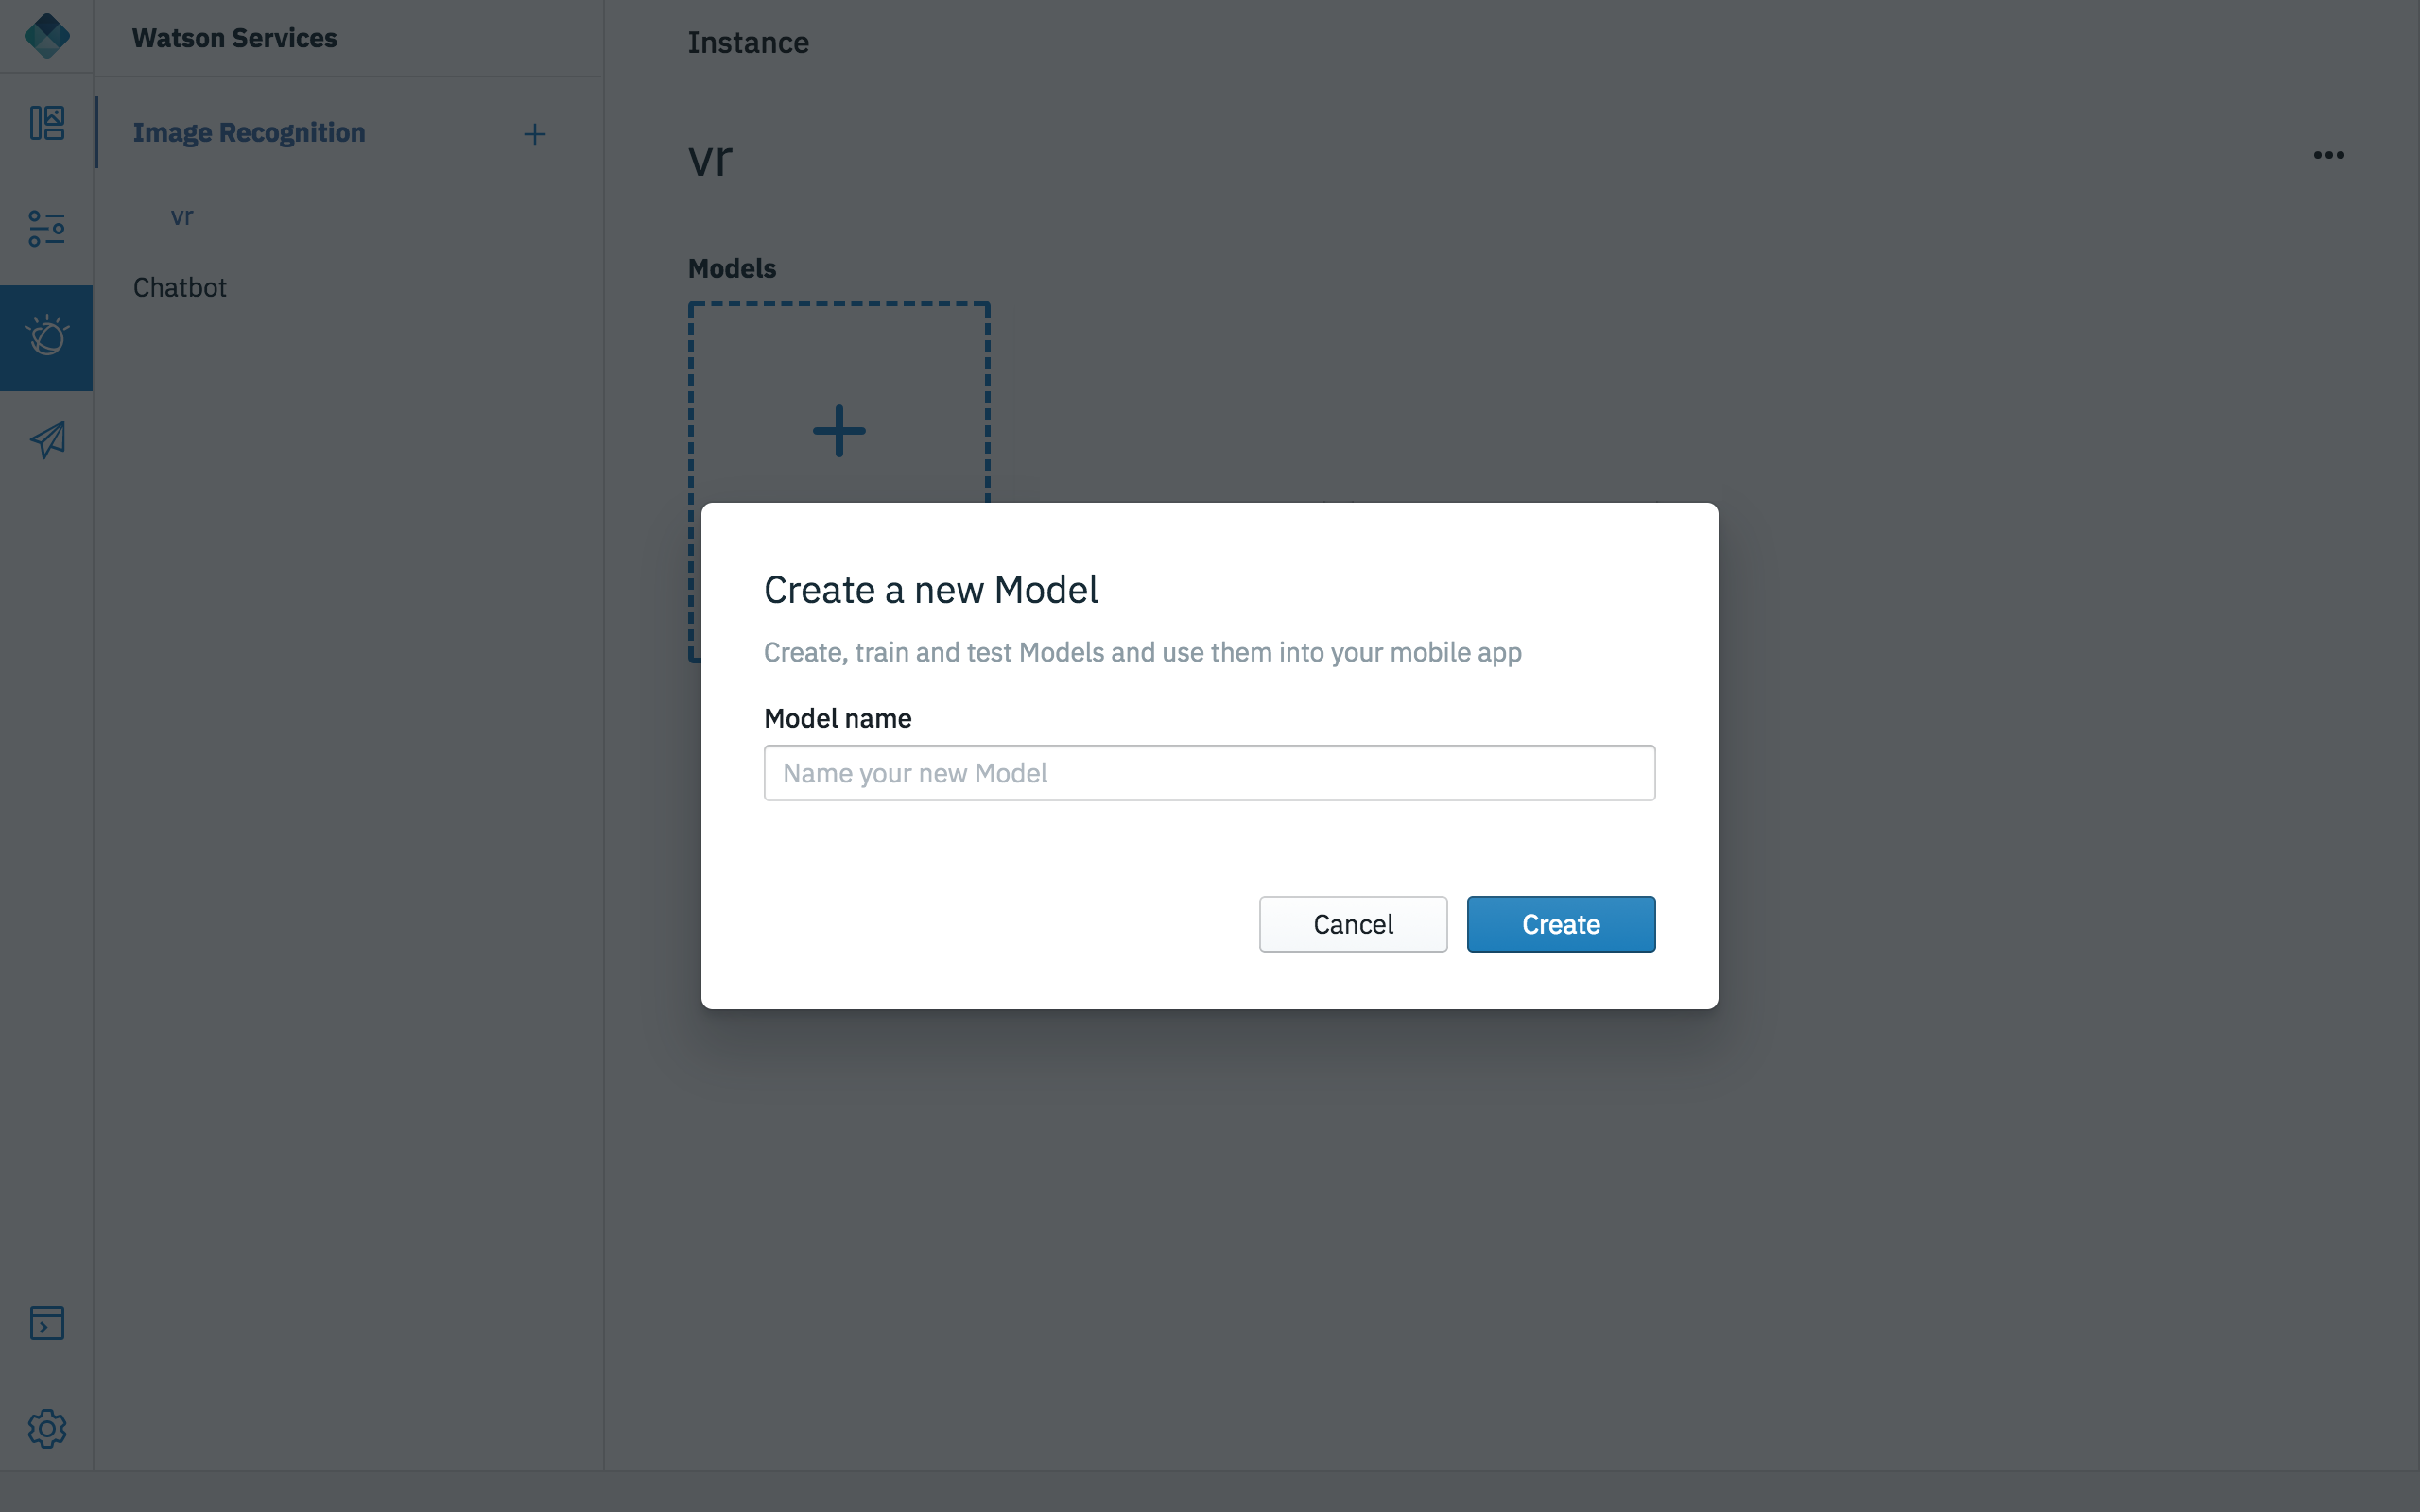 Watson Services
Instance
Image Recognition
vr
vr
Models
Chatbot
Create a new Model
Create, train and test Models and use them into your mobile app
Model name
Name your new Model
Cancel
Create